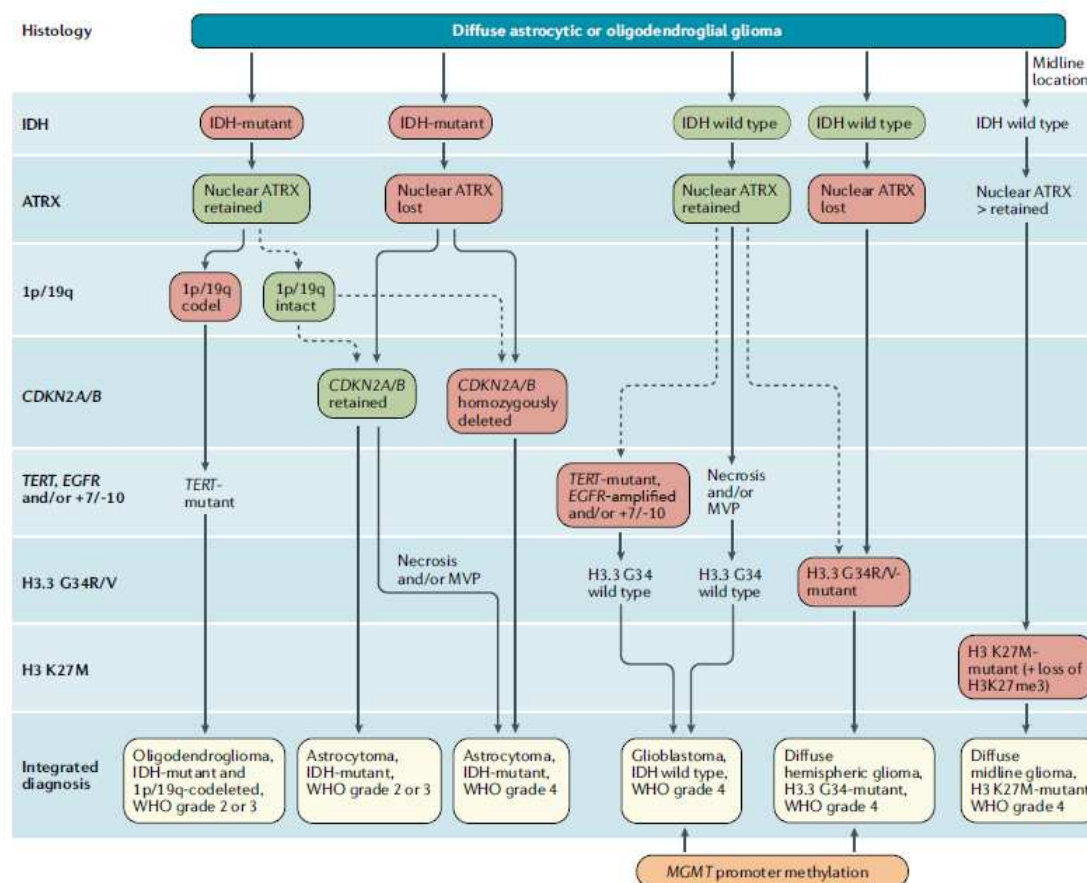 Histology
Diffuse astrocytic or oligodendroglial glioma
Midline
location
IDH
IDH-mutant
IDH-mutant
IDH wild type
IDH wild type
IDH wild type
ATRX
Nuclear ATRX
retained
Nuclear ATRX
lost
Nuclear ATRX
retained
Nuclear ATRX
lost
Nuclear ATRX
> retained
1p/19q
1p/19q
codel
1p/19q
intact
CDKN2A/B
CDKN2A/B
retained
CDKN2A/B
homozygously
deleted
TERT, EGFR
and/or +7/-10
TERT-
mutant
TERT-mutant,
EGFR-amplified
and/or +7/-10
Necrosis
and/or
MVP
H3.3 G34R/V
Necrosis
and/or MVP
H3.3 G34
wild type
H3.3 G34
wild type
H3.3 G34R/V-
mutant
H3 K27M
H3 K27M-
mutant (+ loss of
H3K27me3)
Integrated
diagnosis
Oligodendroglioma,
IDH-mutant and
1p/19q-codeleted,
WHO grade 2 or 3
Astrocytoma,
IDH-mutant,
WHO grade 2 or 3
Astrocytoma,
IDH-mutant,
WHO grade 4
Glioblastoma,
IDH wild type,
WHO grade 4
Diffuse
hemispheric glioma,
H3.3 G34-mutant,
WHO grade 4
Diffuse
midline glioma,
H3 K27M-mutant
WHO grade 4
MGMT promoter methylation